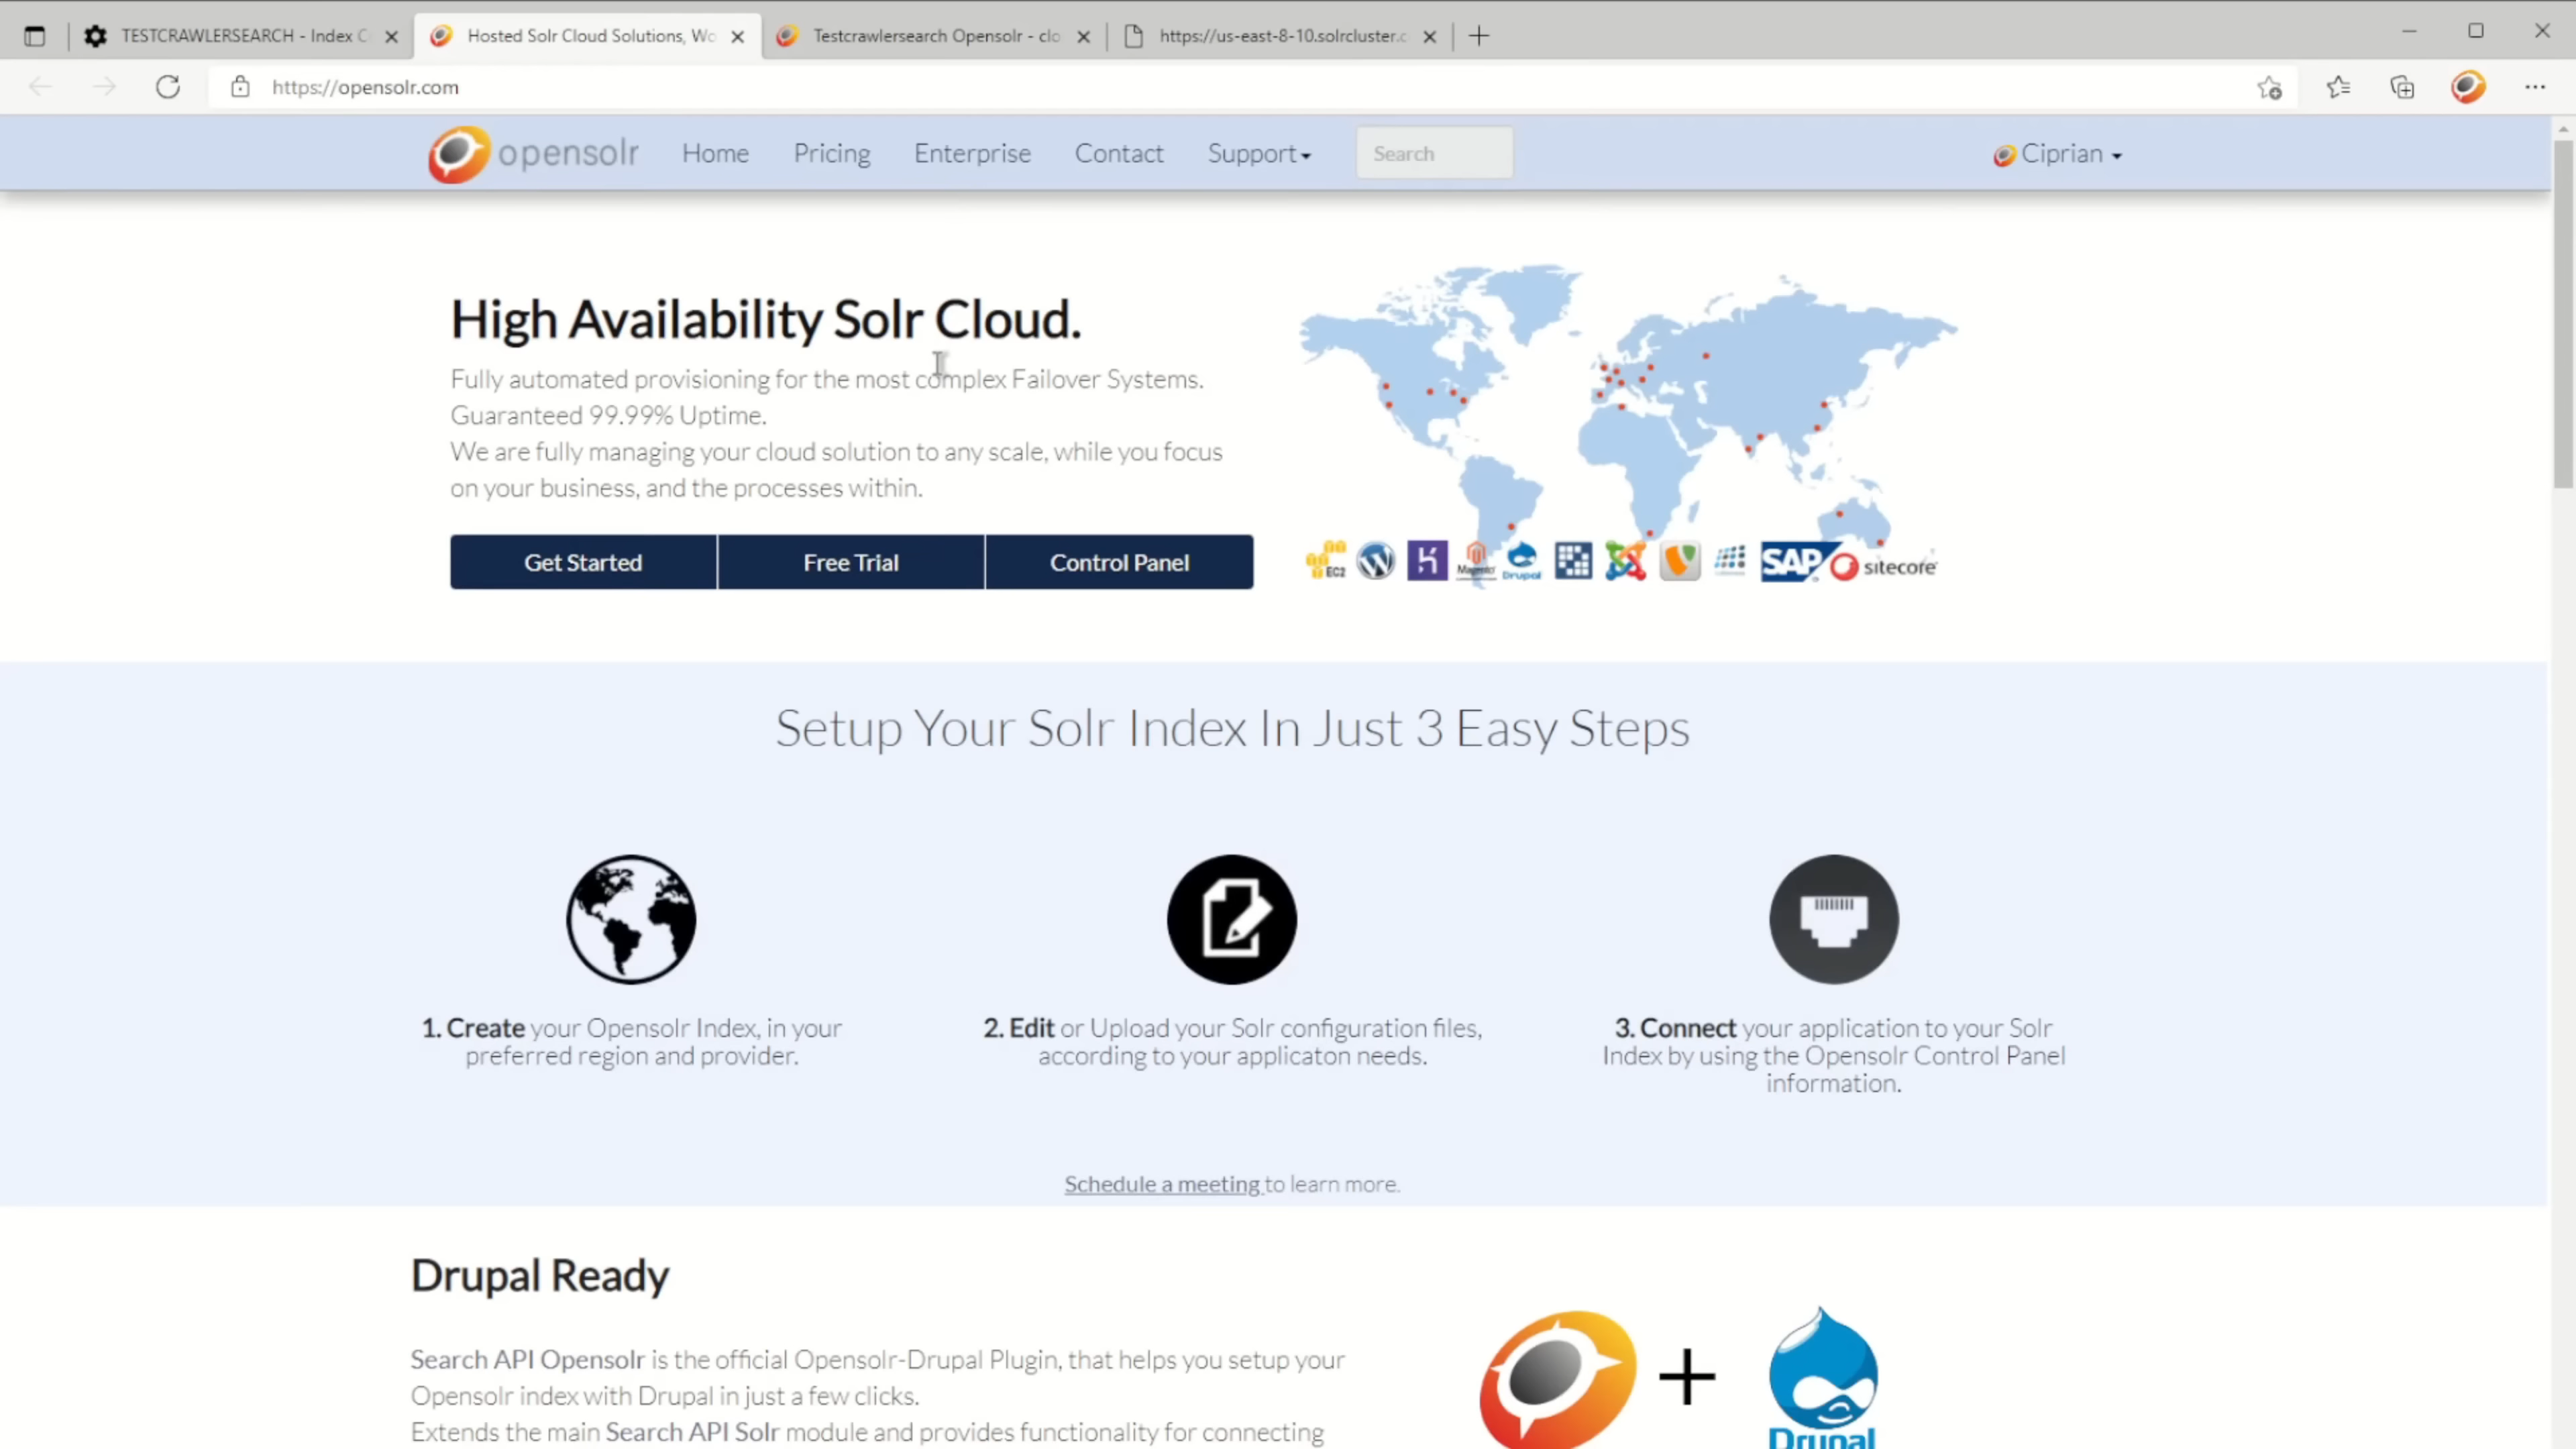 TESTCRAWLERSEARCH - Index C
Hosted Solr Cloud Solutions, Wo
Testcrawlersearch Opensolr - clo
https://us-east-8-10.solrcluster.c
https://opensolr.com
opensolr
Home
Pricing
Enterprise
Contact
Support
Search
Ciprian
High Availability Solr Cloud.
Fully automated provisioning for the most complex Failover Systems.
Guaranteed 99.99% Uptime.
We are fully managing your cloud solution to any scale, while you focus
on your business, and the processes within.
Get Started
Free Trial
Control Panel
EC2
Magento
Drupal
SAP
sitecore
Setup Your Solr Index In Just 3 Easy Steps
1. Create your Opensolr Index, in your
preferred region and provider.
2. Edit or Upload your Solr configuration files,
according to your applicaton needs.
3. Connect your application to your Solr
Index by using the Opensolr Control Panel
information.
Schedule a meeting to learn more.
Drupal Ready
Search API Opensolr is the official Opensolr-Drupal Plugin, that helps you setup your
Opensolr index with Drupal in just a few clicks.
Extends the main Search API Solr module and provides functionality for connecting
Drupal